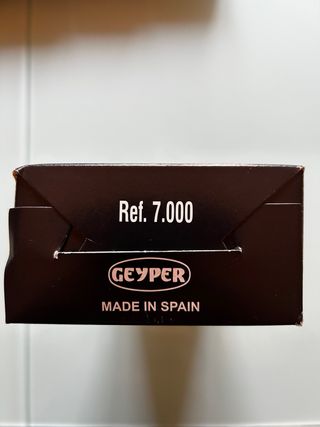 Ref. 7.000
GEYPER
MADE IN SPAIN